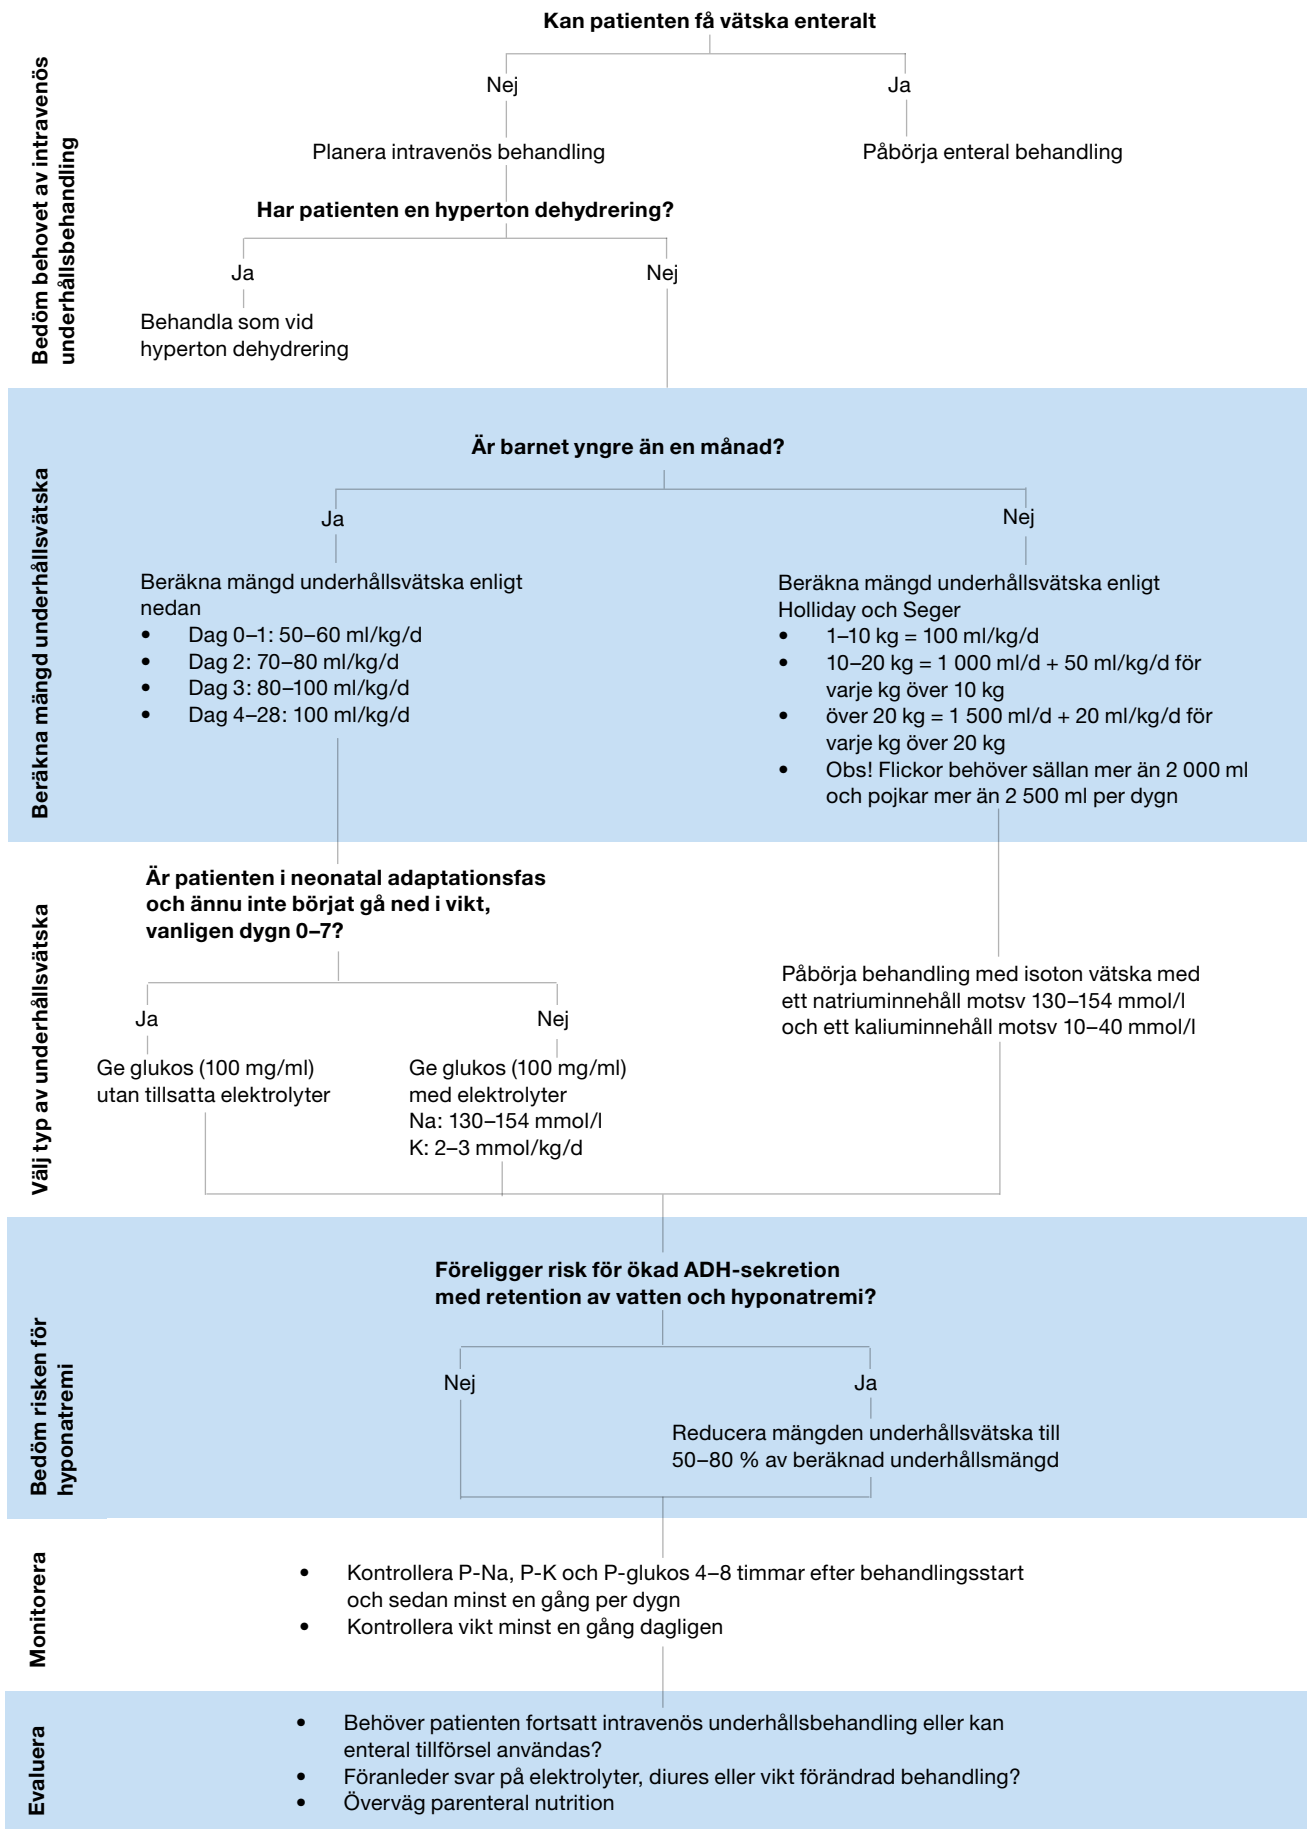 Kan patienten få vätska enteralt
Bedöm behovet av intravenös
underhållsbehandling
Nej
Ja
Planera intravenös behandling
Påbörja enteral behandling
Har patienten en hyperton dehydrering?
Ja
Nej
Behandla som vid
hyperton dehydrering
Beräkna mängd underhållsvätska
Är barnet yngre än en månad?
Ja
Nej
Beräkna mängd underhållsvätska enligt
nedan
• Dag 0–1: 50–60 ml/kg/d
• Dag 2: 70–80 ml/kg/d
• Dag 3: 80–100 ml/kg/d
• Dag 4–28: 100 ml/kg/d
Beräkna mängd underhållsvätska enligt
Holliday och Seger
• 1–10 kg = 100 ml/kg/d
• 10–20 kg = 1 000 ml/d + 50 ml/kg/d för
varje kg över 10 kg
• över 20 kg = 1 500 ml/d + 20 ml/kg/d för
varje kg över 20 kg
• Obs! Flickor behöver sällan mer än 2 000 ml
och pojkar mer än 2 500 ml per dygn
Välj typ av underhållsvätska
Är patienten i neonatal adaptationsfas
och ännu inte börjat gå ned i vikt,
vanligen dygn 0–7?
Ja
Nej
Ge glukos (100 mg/ml)
utan tillsatta elektrolyter
Ge glukos (100 mg/ml)
med elektrolyter
Na: 130–154 mmol/l
K: 2–3 mmol/kg/d
Påbörja behandling med isoton vätska med
ett natriuminnehåll motsv 130–154 mmol/l
och ett kaliuminnehåll motsv 10–40 mmol/l
Bedöm risken för
hyponatremi
Föreligger risk för ökad ADH-sekretion
med retention av vatten och hyponatremi?
Nej
Ja
Reducera mängden underhållsvätska till
50–80 % av beräknad underhållsmängd
Monitorera
• Kontrollera P-Na, P-K och P-glukos 4–8 timmar efter behandlingsstart
och sedan minst en gång per dygn
• Kontrollera vikt minst en gång dagligen
Evaluera
• Behöver patienten fortsatt intravenös underhållsbehandling eller kan
enteral tillförsel användas?
• Föranleder svar på elektrolyter, diures eller vikt förändrad behandling?
• Överväg parenteral nutrition